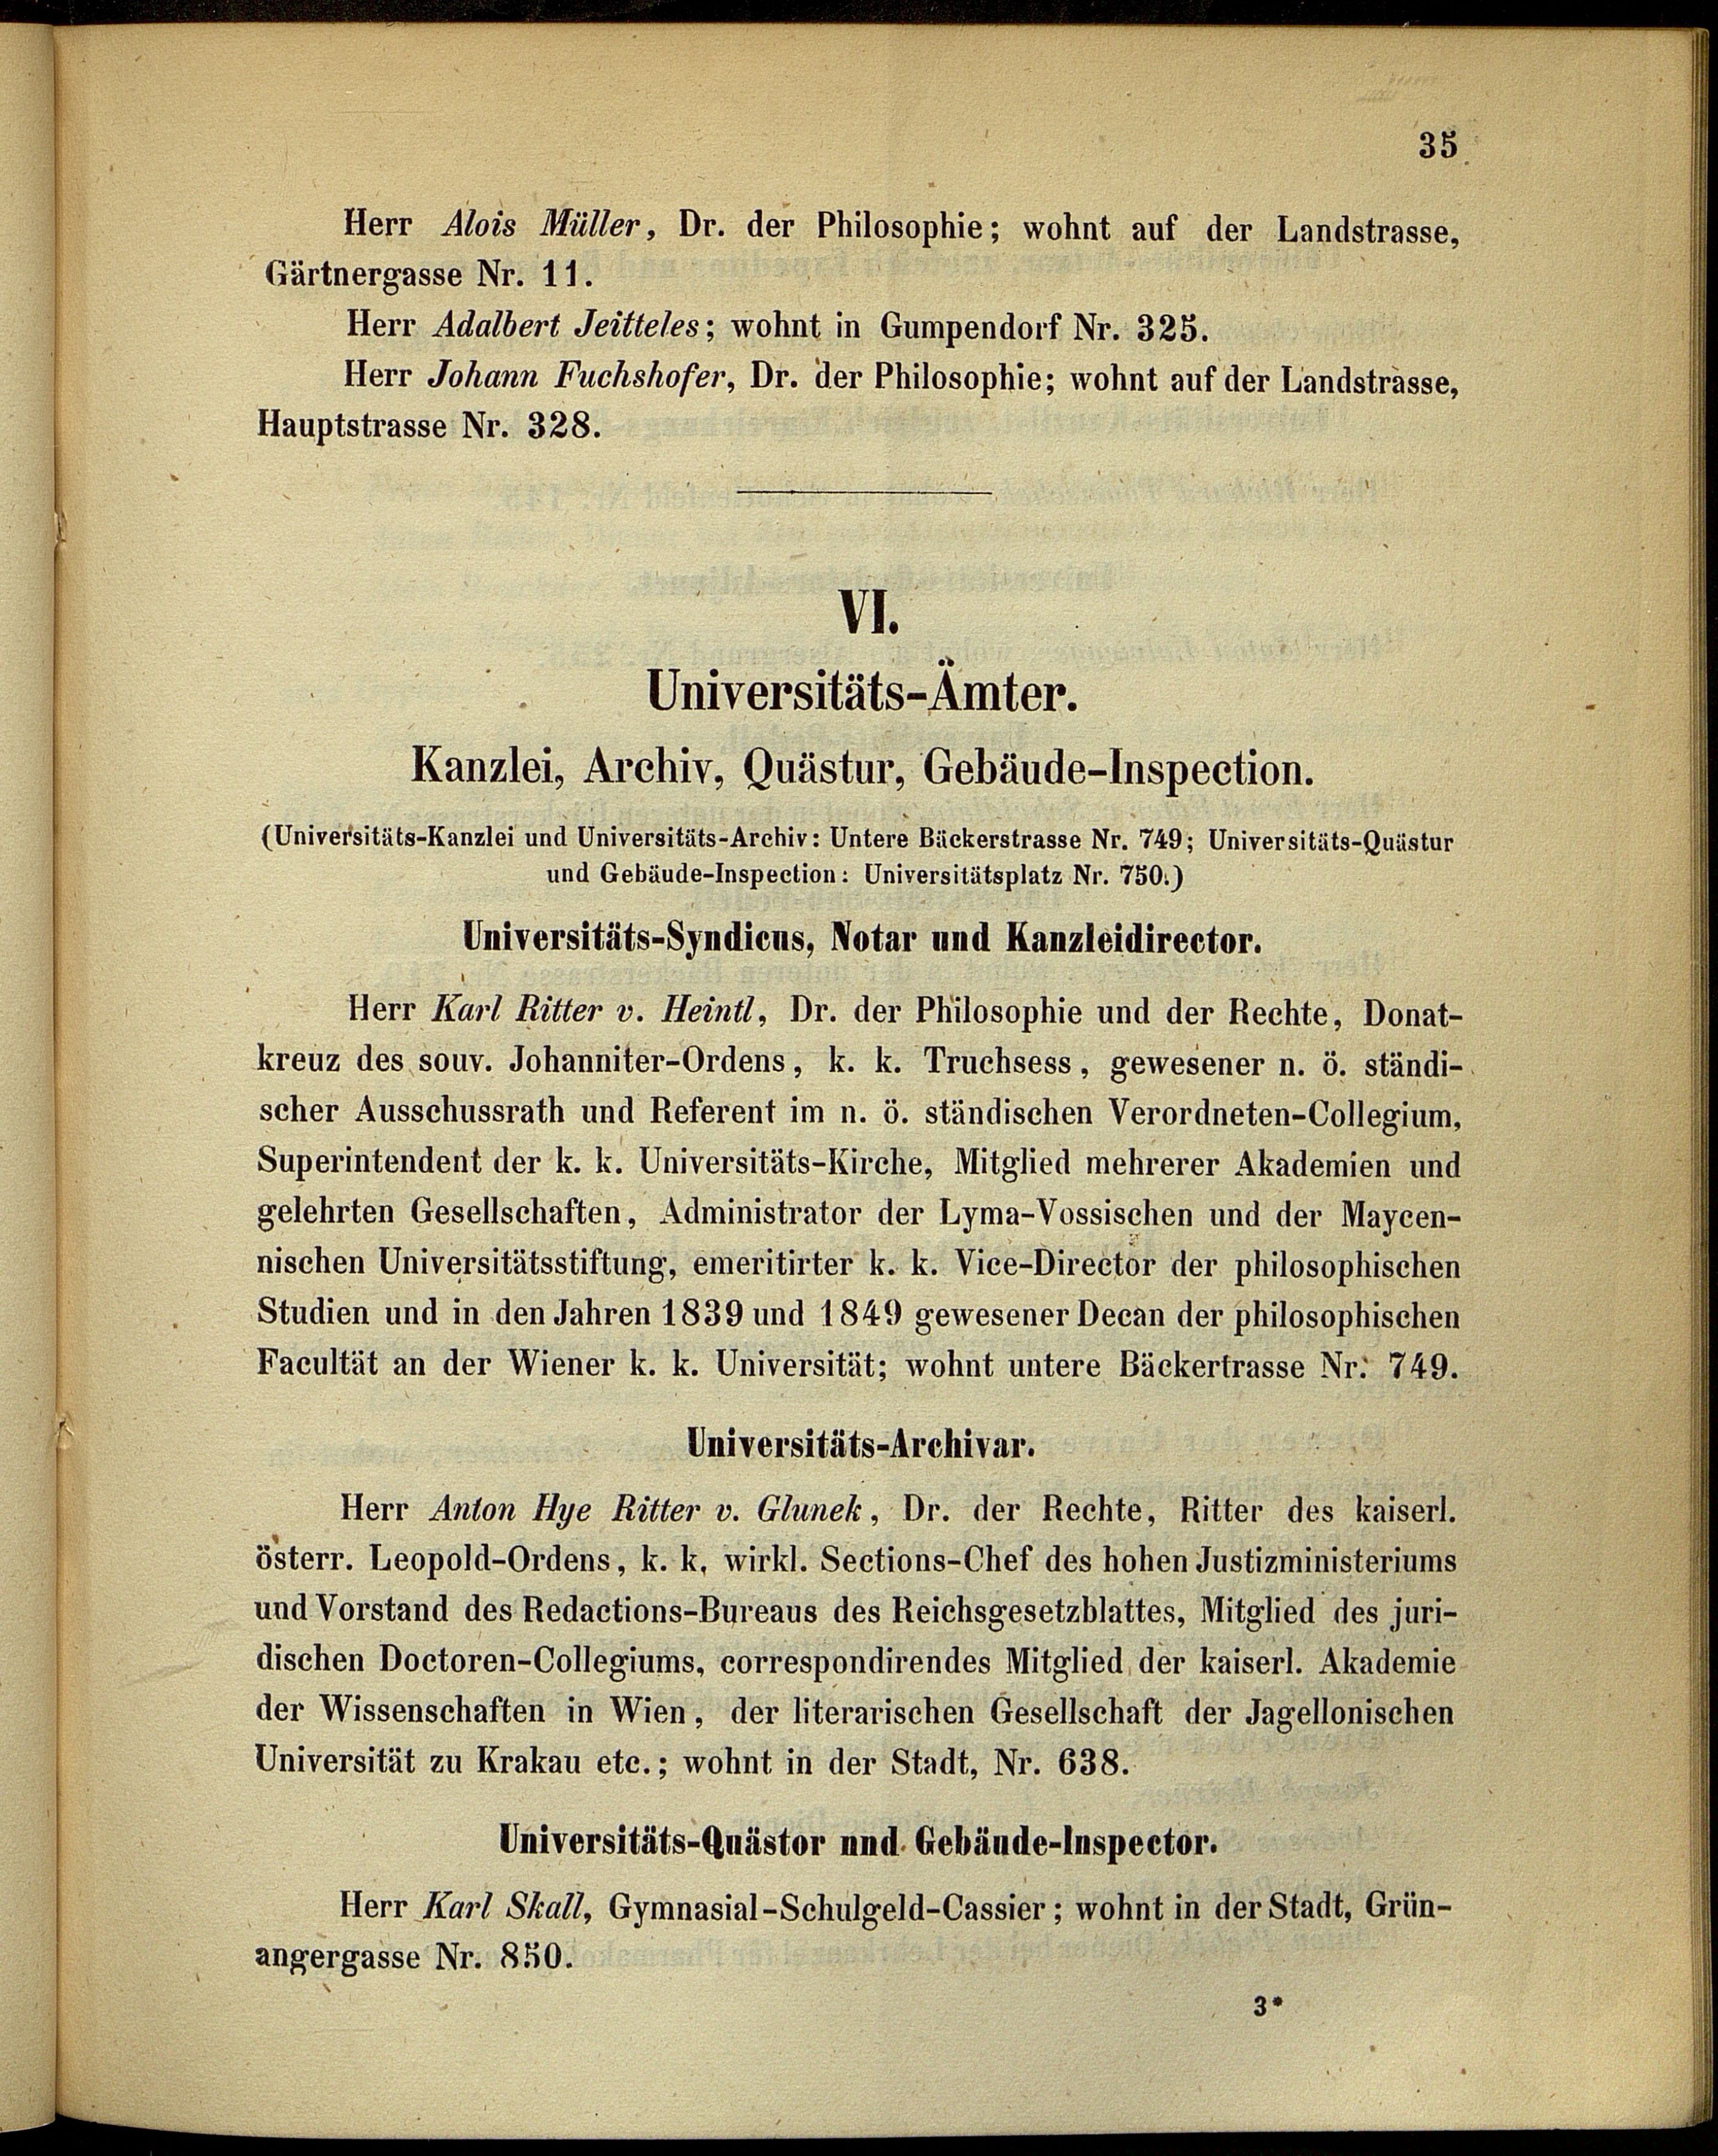 35
Herr Alois Müller, Dr. der Philosophie; wohnt auf der Landstrasse,
Gärtnergasse Nr. 11.
Herr Adalbert Jeitteles; wohnt in Gumpendorf Nr. 325.
Herr Johann Fuchshofer, Dr. der Philosophie; wohnt auf der Landstrasse,
Hauptstrasse Nr. 328.
VI.
Universitäts-Ämter.
Kanzlei, Archiv, Quästur, Gebäude-Inspection.
(Universitäts-Kanzlei und Universitäts-Archiv: Untere Bäckerstrasse Nr. 749; Universitäts-Quästur
und Gebäude-Inspection: Universitätsplatz Nr. 750.)
Universitäts-Syndicus, Notar und Kanzleidirector.
Herr Karl Ritter v. Heintl, Dr. der Philosophie und der Rechte, Donat-
kreuz des souv. Johanniter-Ordens, k. k. Truchsess, gewesener n. ö. ständi-
scher Ausschussrath und Referent im n. ö. ständischen Verordneten-Collegium,
Superintendent der k. k. Universitäts-Kirche, Mitglied mehrerer Akademien und
gelehrten Gesellschaften, Administrator der Lyma-Vossischen und der Maycen-
nischen Universitätsstiftung, emeritirter k. k. Vice-Director der philosophischen
Studien und in den Jahren 1839 und 1849 gewesener Decan der philosophischen
Facultät an der Wiener k. k. Universität; wohnt untere Bäckertrasse Nr. 749.
Universitäts-Archivar.
Herr Anton Hye Ritter v. Glunek, Dr. der Rechte, Ritter des kaiserl.
österr. Leopold-Ordens, k. k. wirkl. Sections-Chef des hohen Justizministeriums
und Vorstand des Redactions-Bureaus des Reichsgesetzblattes, Mitglied des juri-
dischen Doctoren-Collegiums, correspondirendes Mitglied der kaiserl. Akademie
der Wissenschaften in Wien, der literarischen Gesellschaft der Jagellonischen
Universität zu Krakau etc.; wohnt in der Stadt, Nr. 638.
Universitäts-Quästor nnd Gebäude-Inspector.
Herr Karl Skall, Gymnasial-Schulgeld-Cassier; wohnt in der Stadt, Grün-
angergasse Nr. 850.
3*